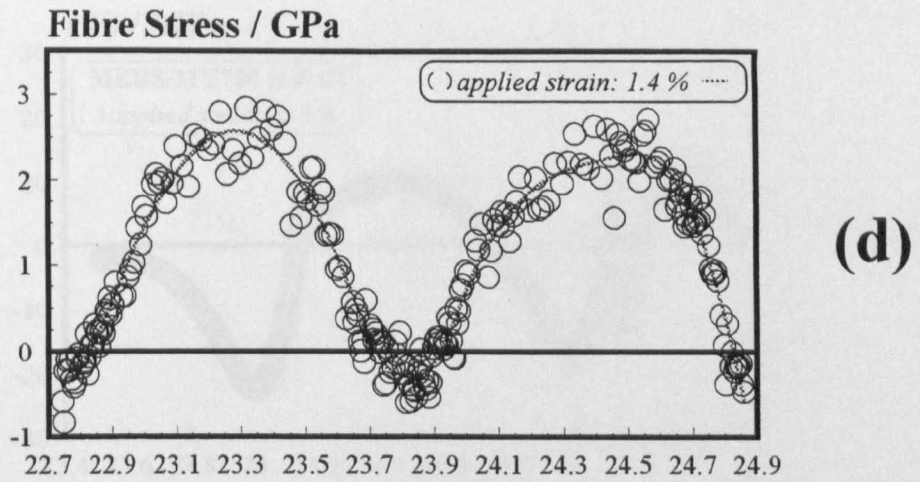 Fibre Stress / GPa
( ) applied strain: 1.4 %
3
2
1
0
-1
22.7 22.9 23.1 23.3 23.5 23.7 23.9 24.1 24.3 24.5 24.7 24.9
(d)